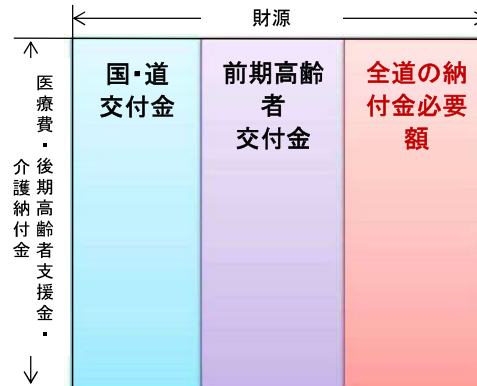 財源
国・道
交付金
前期高齢
者
交付金
全道の納
付金必要
額
医療費・後期高齢者支援金・
介護納付金